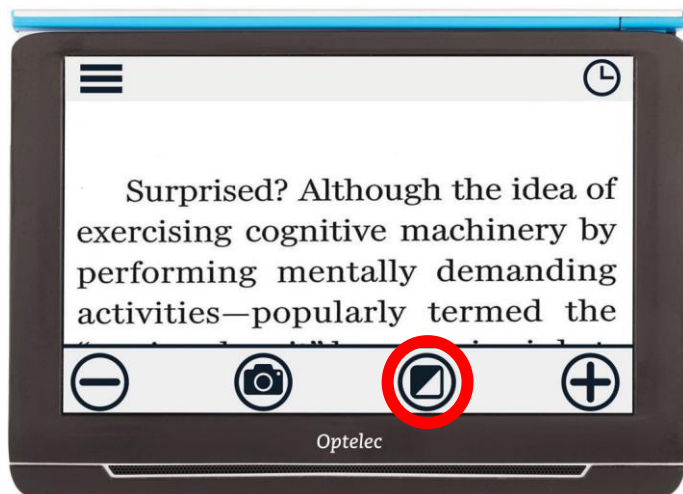 Surprised? Although the idea of
exercising cognitive machinery by
performing mentally demanding
activities—popularly termed the
Optelec